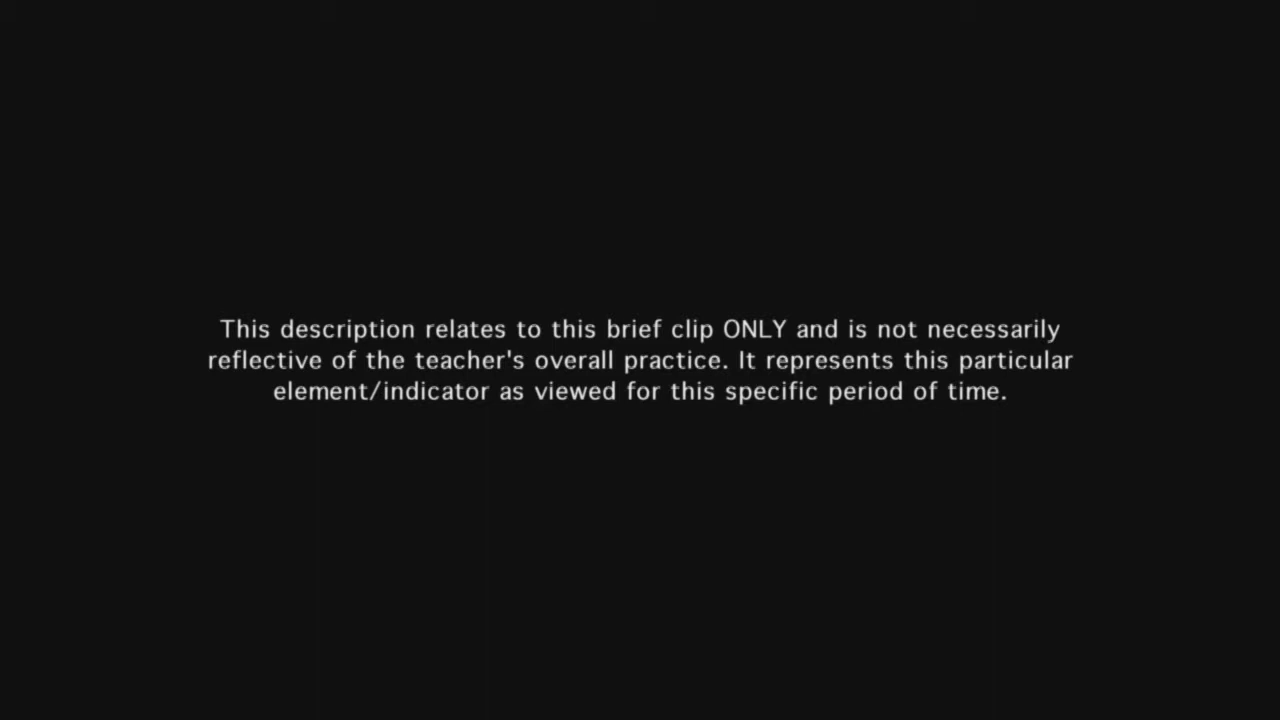 This description relates to this brief clip ONLY and is not necessarily
reflective of the teacher's overall practice. It represents this particular
element/indicator as viewed for this specific period of time.